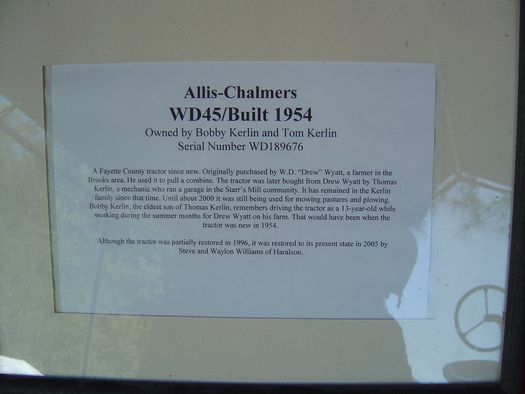 Allis-Chalmers
WD45/Built 1954
Owned by Bobby Kerlin and Tom Kerlin
Serial Number WD189676
A Fayette County tractor since new. Originally purchased by W.D. “Drew” Wyatt, a farmer in the
Brooks area. He used it to pull a combine. The tractor was later bought from Drew Wyatt by Thomas
Kerlin, a mechanic who ran a garage in the Starr’s Mill community. It has remained in the Kerlin
family since that time. Until about 2000 it was still being used for mowing pastures and plowing.
Bobby Kerlin, the eldest son of Thomas Kerlin, remembers driving the tractor as a 13-year-old while
working during the summer months for Drew Wyatt on his farm. That would have been when the
tractor was new in 1954.
Although the tractor was partially restored in 1996, it was restored to its present state in 2005 by
Steve and Waylon Williams of Haralson.